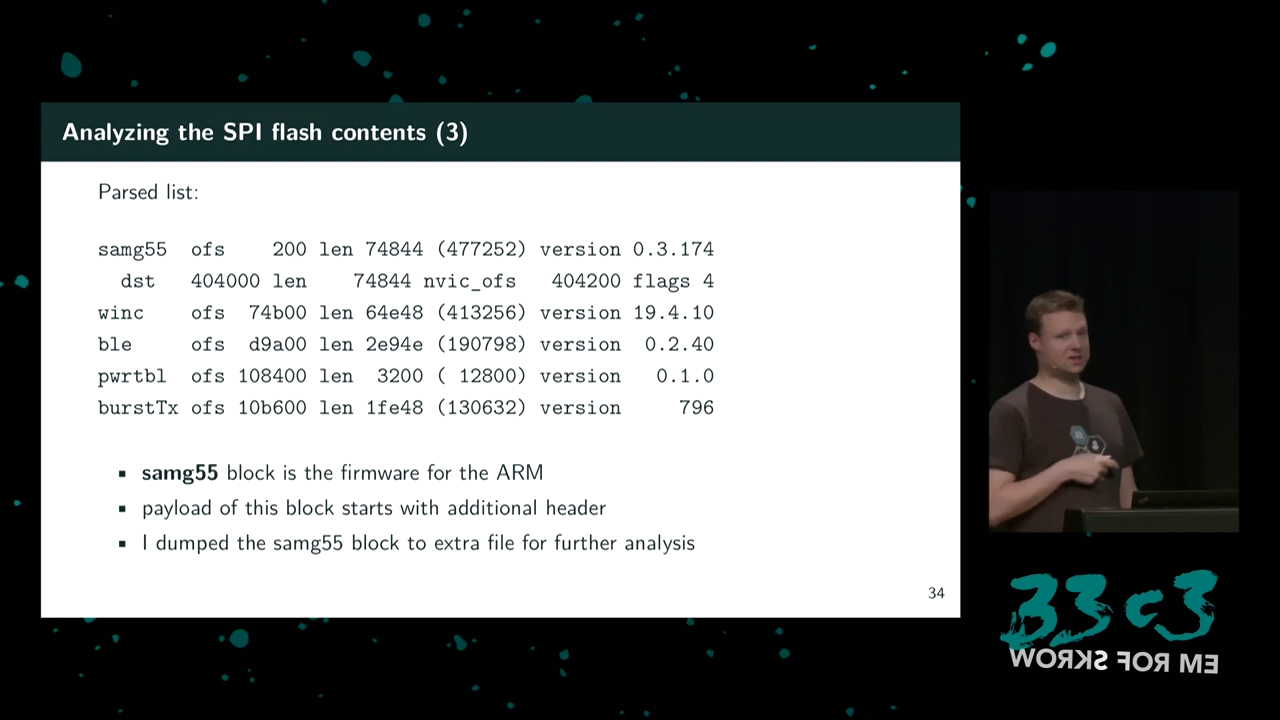 Analyzing the SPI flash contents (3)
Parsed list:
samg55 ofs 200 len 74844 (477252) version 0.3.174
dst 404000 len 74844 nvic_ofs 404200 flags 4
winc ofs 74b00 len 64e48 (413256) version 19.4.10
ble ofs d9a00 len 2e94e (190798) version 0.2.40
pwrtbl ofs 108400 len 3200 ( 12800) version 0.1.0
burstTx ofs 10b600 len 1fe48 (130632) version 796
▪ samg55 block is the firmware for the ARM
▪ payload of this block starts with additional header
▪ I dumped the samg55 block to extra file for further analysis
34
33c3
WORKS FOR ME